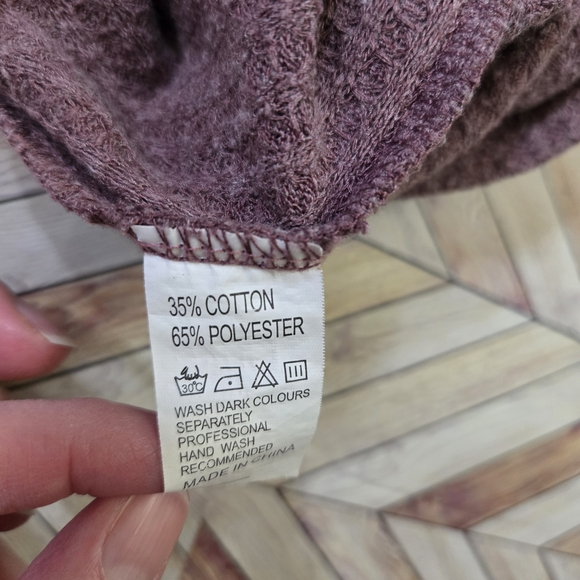 35% COTTON
65% POLYESTER
30°C
WASH DARK COLOURS
SEPARATELY
PROFESSIONAL
HAND WASH
RECOMMENDED
MADE IN CHINA